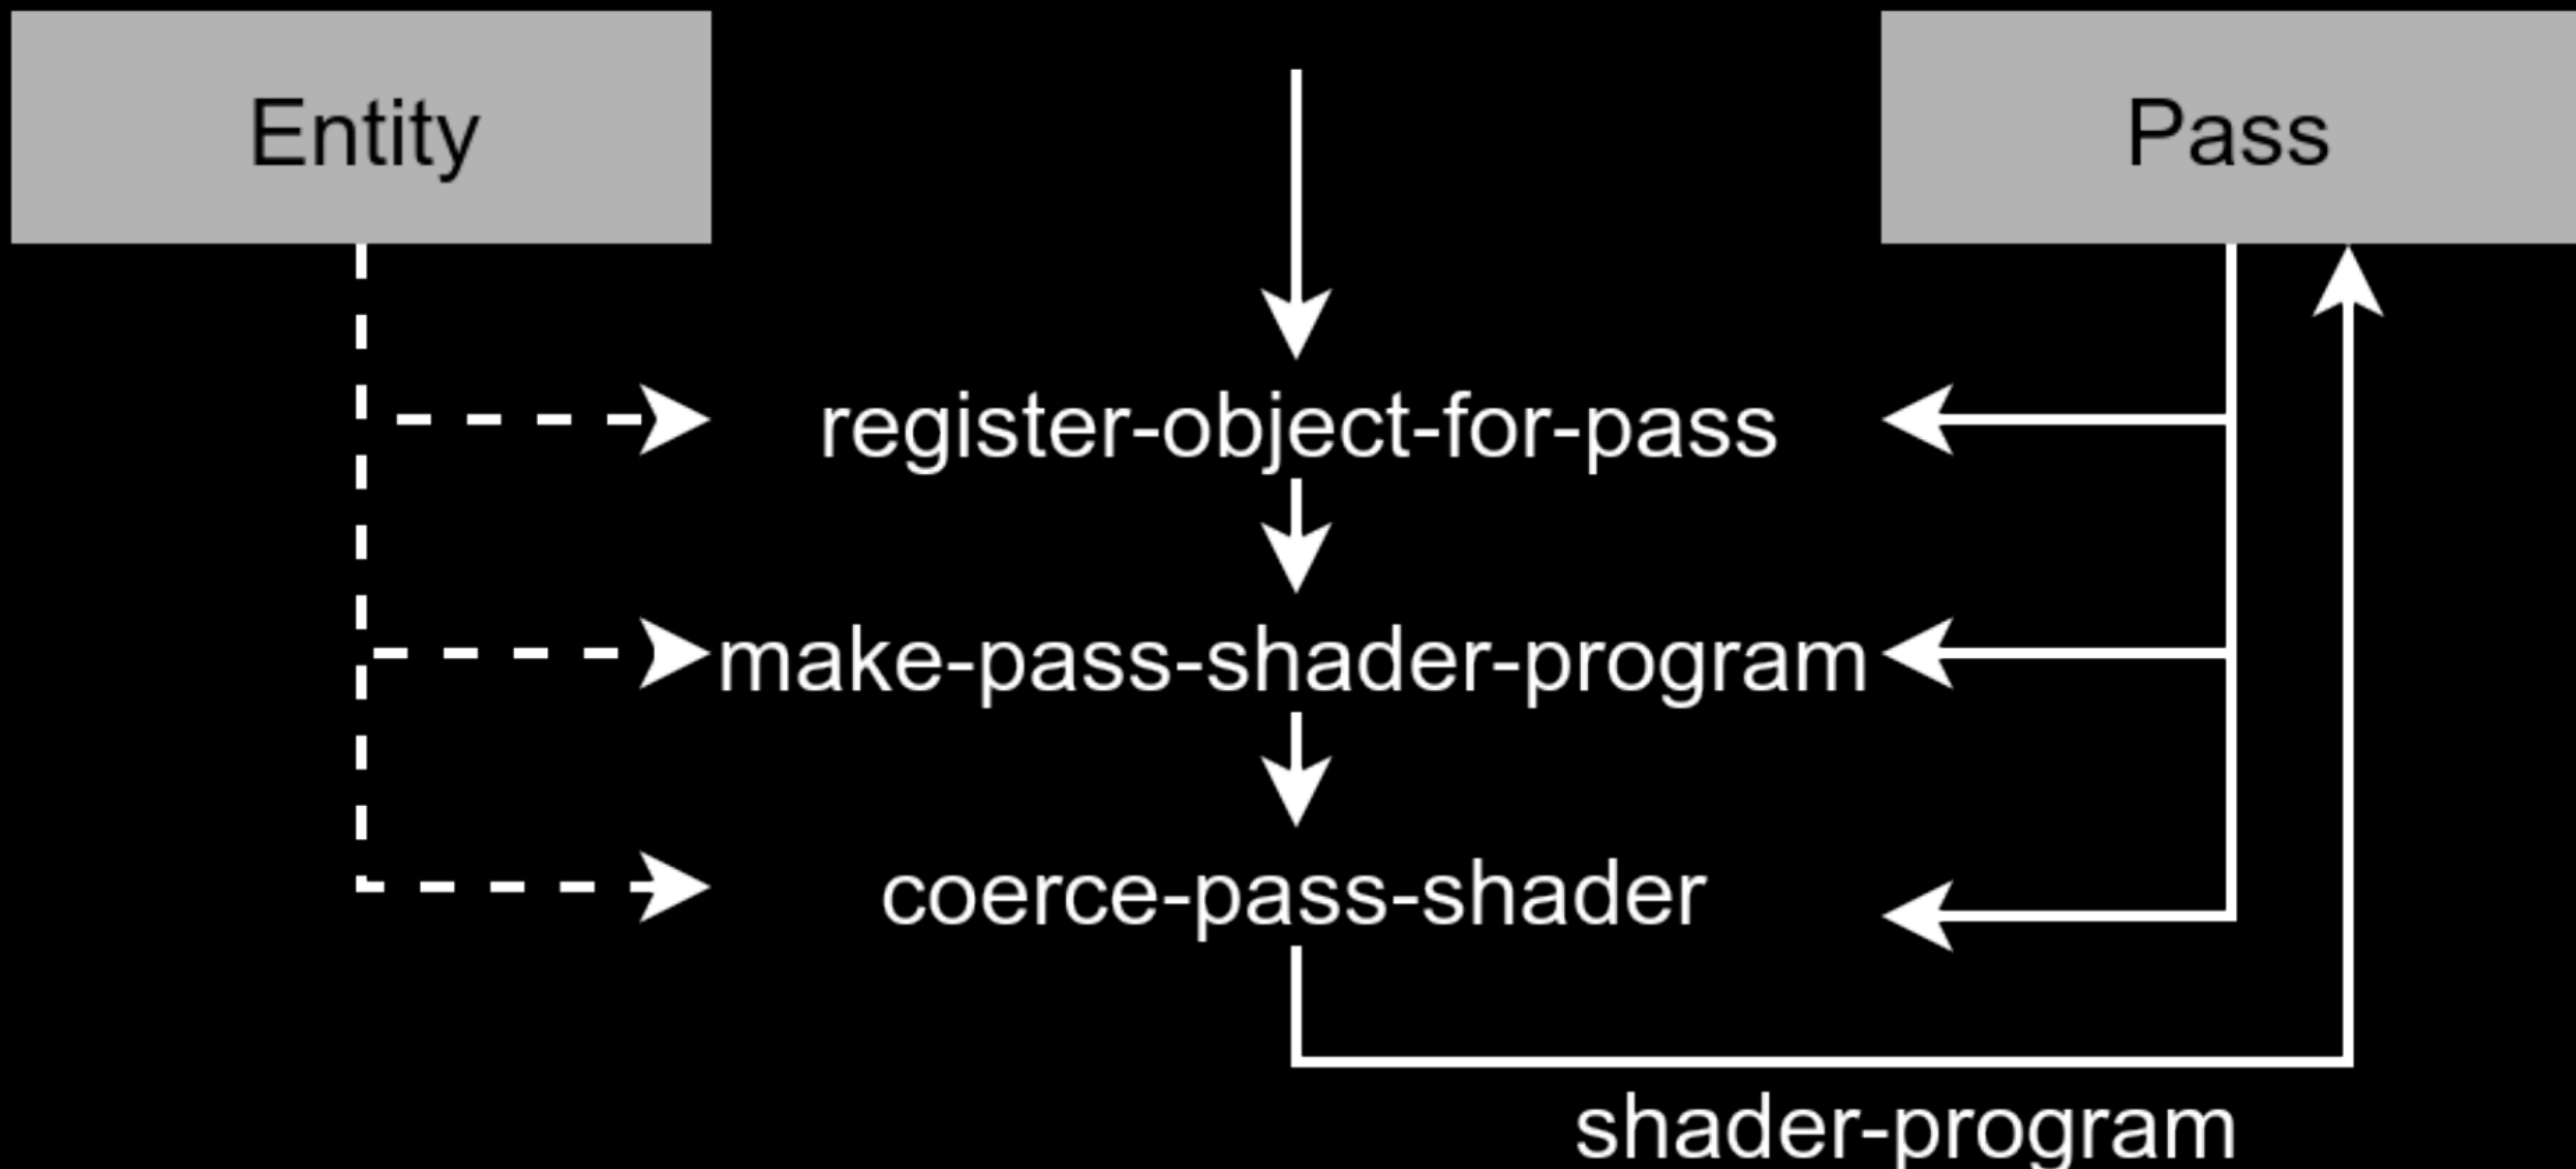 Entity
Pass
register-object-for-pass
make-pass-shader-program
coerce-pass-shader
shader-program